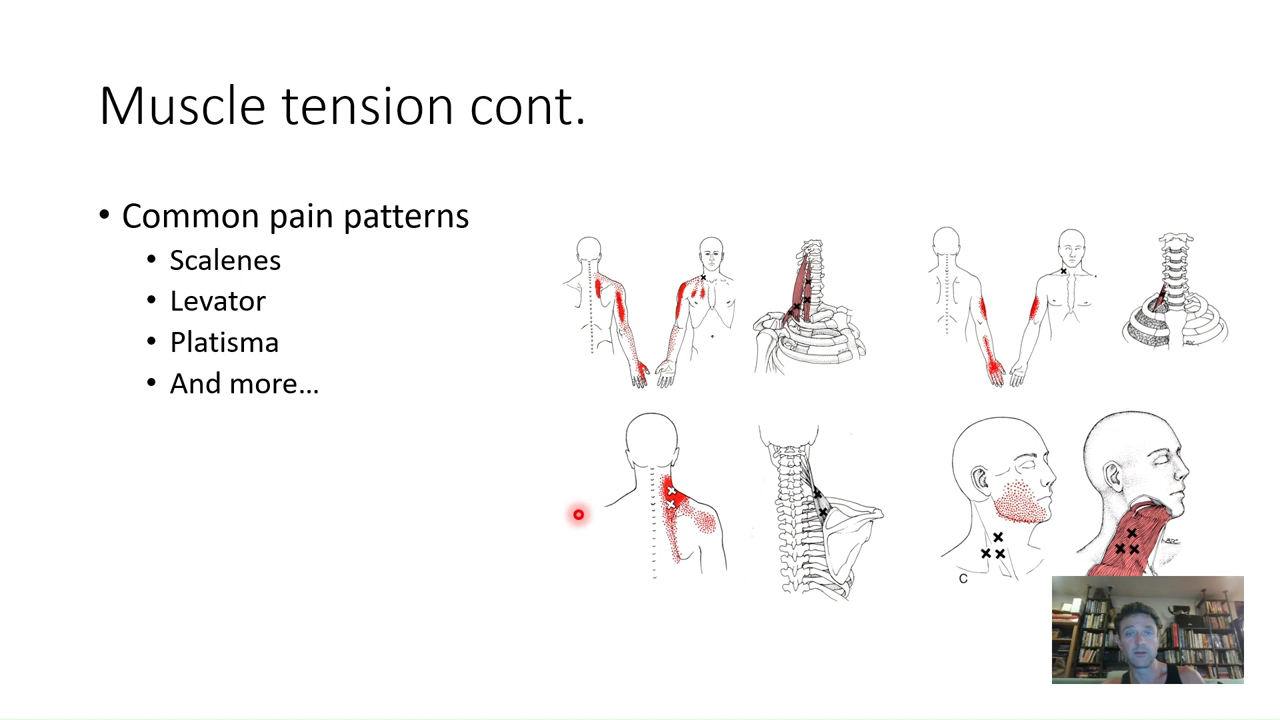 Muscle tension cont.
• Common pain patterns
• Scalenes
• Levator
• Platisma
• And more...
C